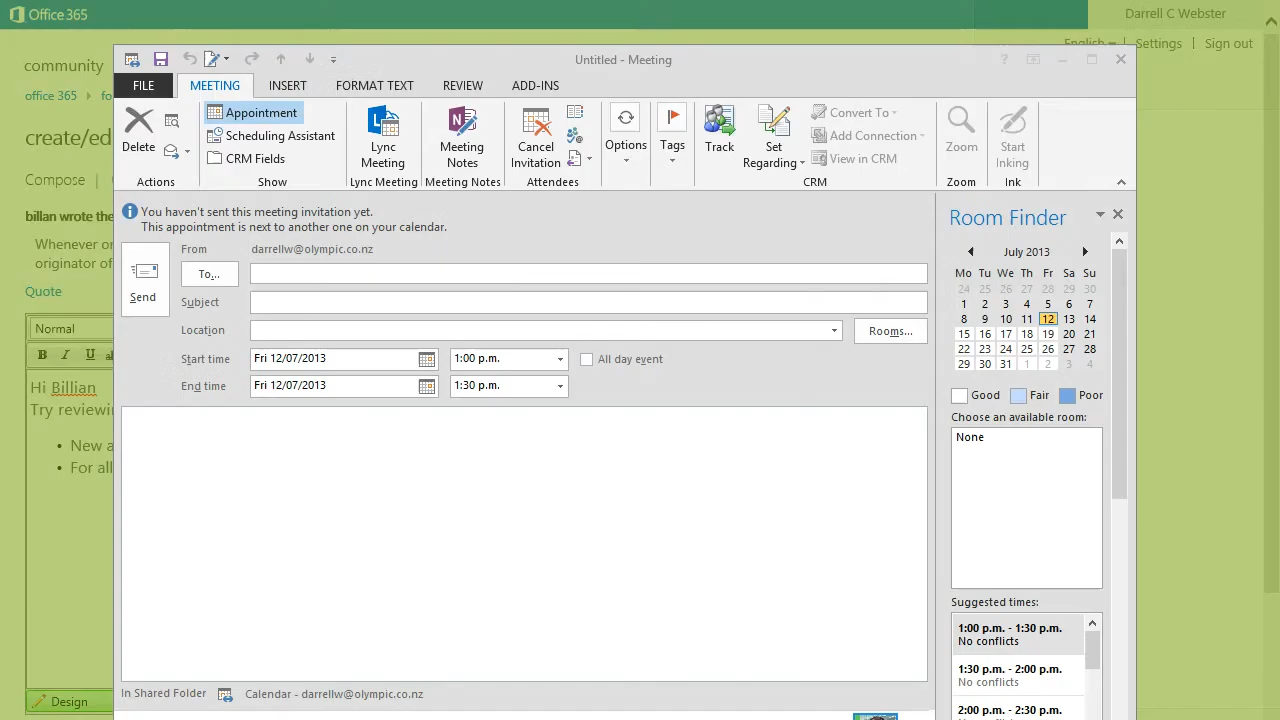 Office 365
Darrell C Webster
English
Settings
Sign out
community
office 365
Compose
billan wrote the
Whenever
originator of
Quote
Normal
B I U
Hi Billian
Try
New
For all
Design
Untitled - Meeting
FILE
MEETING
INSERT
FORMAT TEXT
REVIEW
ADD-INS
Delete
Actions
Appointment
Scheduling Assistant
CRM Fields
Show
Lync
Meeting
Lync Meeting
Meeting
Notes
Meeting Notes
Cancel
Invitation
Attendees
Options
Tags
Track
Set
Regarding
Convert To
Add Connection
View in CRM
CRM
Zoom
Zoom
Start
Inking
Ink
You haven't sent this meeting invitation yet.
This appointment is next to another one on your calendar.
Send
From darrellw@olympic.co.nz
To...
Subject
Location
Rooms...
Start time Fri 12/07/2013 1:00 p.m. All day event
End time Fri 12/07/2013 1:30 p.m.
In Shared Folder Calendar - darrellw@olympic.co.nz
Room Finder
July 2013
Mo Tu We Th Fr Sa Su
24 25 26 27 28 29 30
1 2 3 4 5 6 7
8 9 10 11 12 13 14
15 16 17 18 19 20 21
22 23 24 25 26 27 28
29 30 31 1 2 3 4
Good Fair Poor
Choose an available room:
None
Suggested times:
1:00 p.m. - 1:30 p.m.
No conflicts
1:30 p.m. - 2:00 p.m.
No conflicts
2:00 p.m. - 2:30 p.m.